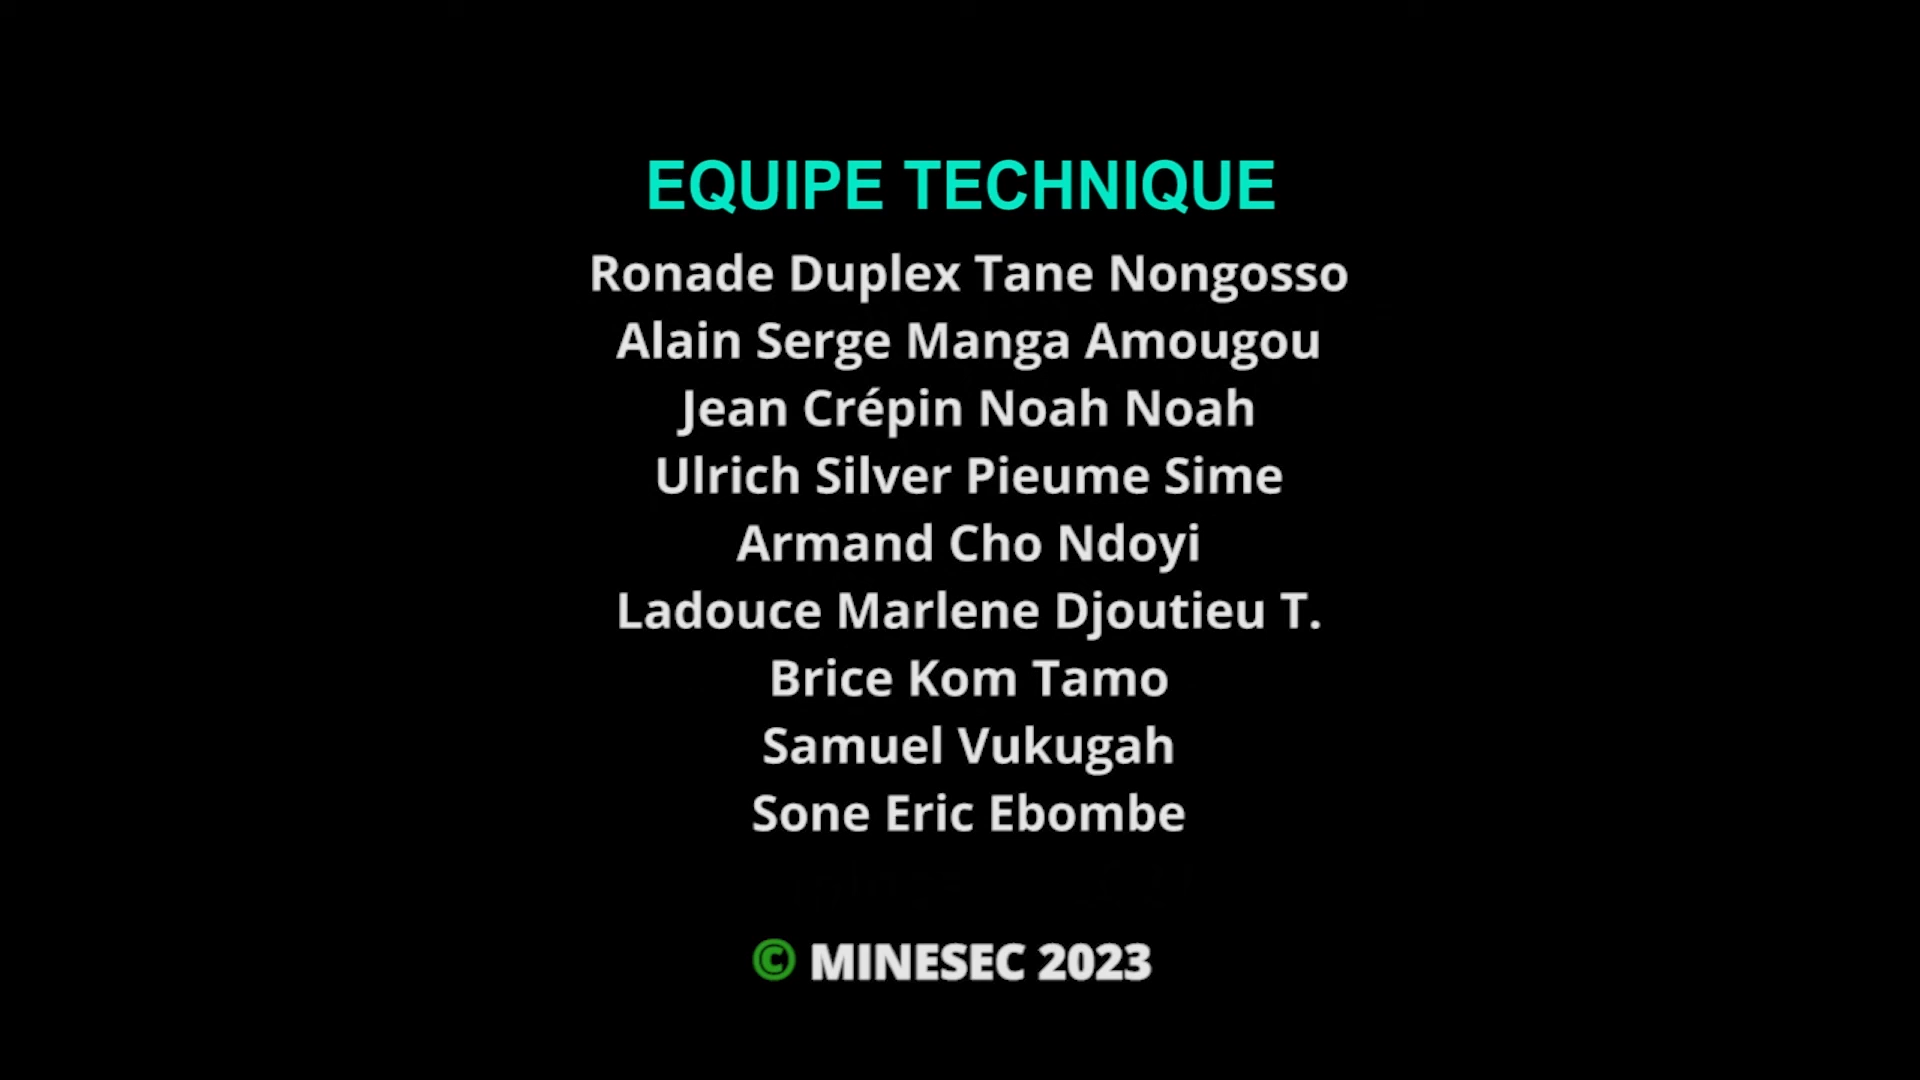 EQUIPE TECHNIQUE
Ronade Duplex Tane Nongosso
Alain Serge Manga Amougou
Jean Crépin Noah Noah
Ulrich Silver Pieume Sime
Armand Cho Ndoyi
Ladouce Marlene Djoutieu T.
Brice Kom Tamo
Samuel Vukugah
Sone Eric Ebombe
© MINESEC 2023